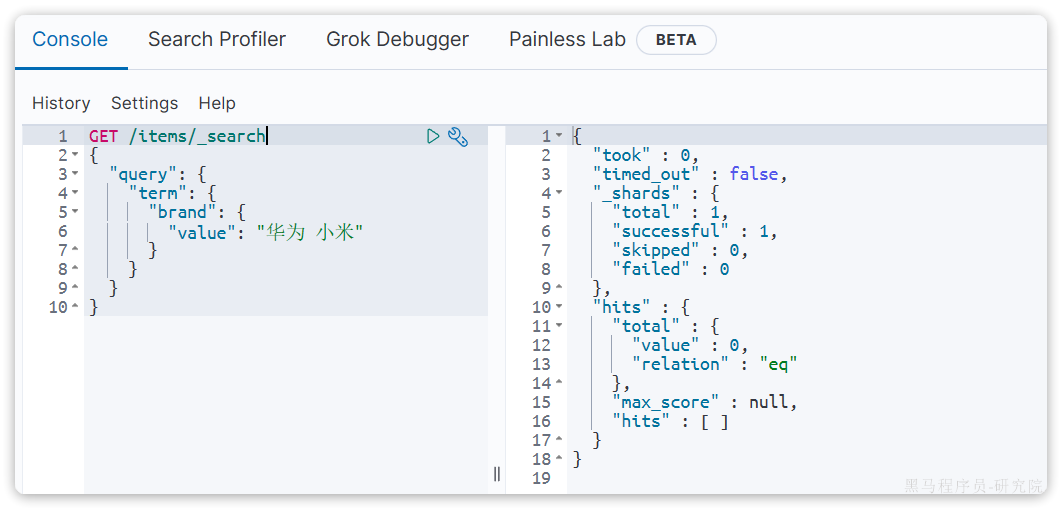 Console Search Profiler Grok Debugger Painless Lab BETA
History Settings Help
1 GET /items/_search
2 {
3 "query": {
4 "term": {
5 "brand": {
6 "value": "华为 小米"
7 }
8 }
9 }
10 }
1 {
2 "took" : 0,
3 "timed_out" : false,
4 "_shards" : {
5 "total" : 1,
6 "successful" : 1,
7 "skipped" : 0,
8 "failed" : 0
9 },
10 "hits" : {
11 "total" : {
12 "value" : 0,
13 "relation" : "eq"
14 },
15 "max_score" : null,
16 "hits" : [ ]
17 }
18 }
19
黑马程序员-研究院